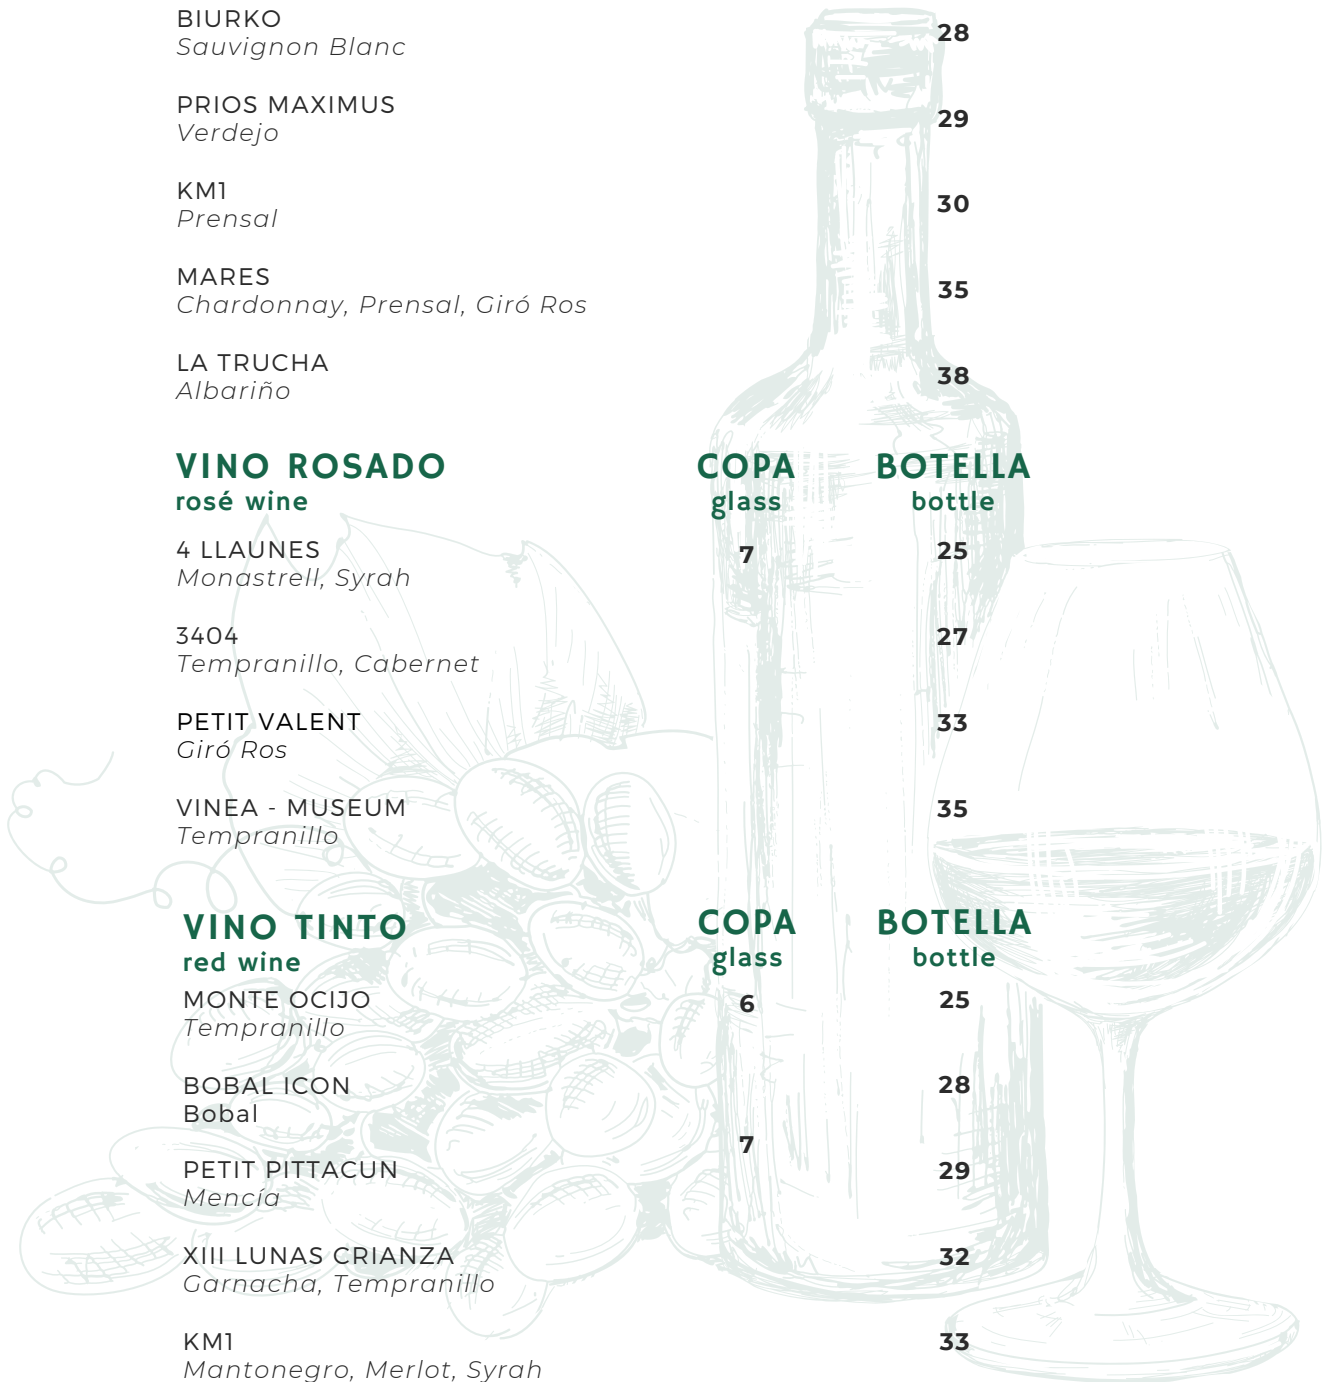 BIURKO 28
Sauvignon Blanc
PRIOS MAXIMUS 29
Verdejo
KM1 30
Prensal
MARES 35
Chardonnay, Prensal, Giró Ros
LA TRUCHA 38
Albariño
VINO ROSADO COPA BOTELLA
rosé wine glass bottle
4 LLAUNES 7 25
Monastrell, Syrah
3404 27
Tempranillo, Cabernet
PETIT VALENT 33
Giró Ros
VINEA - MUSEUM 35
Tempranillo
VINO TINTO COPA BOTELLA
red wine glass bottle
MONTE OCIJO 6 25
Tempranillo
BOBAL ICON 28
Bobal
7
PETIT PITTACUN 29
Mencía
XIII LUNAS CRIANZA 32
Garnacha, Tempranillo
KM1 33
Mantonegro, Merlot, Syrah